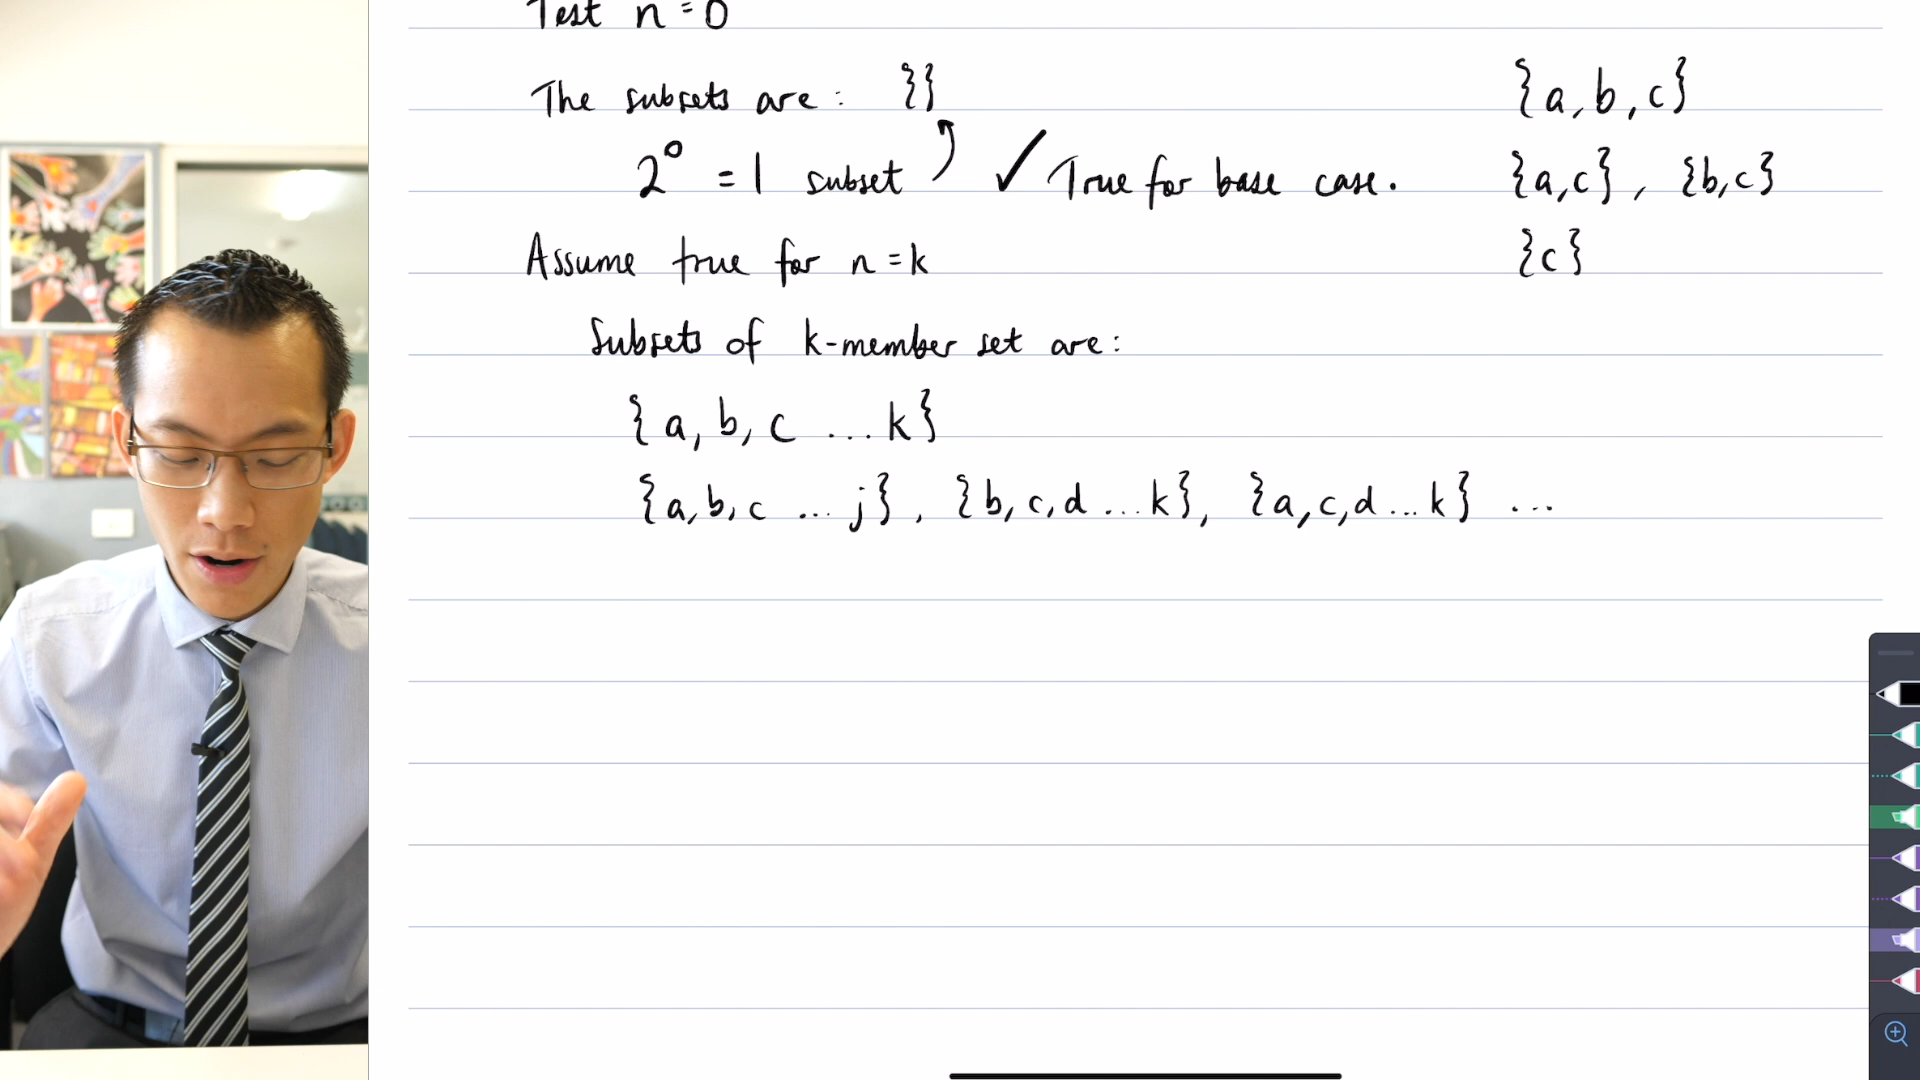 Test n = 0
The subsets are : {}
2⁰ = 1 subset ✓ True for base case.
Assume true for n = k
Subsets of k-member set are :
{ a, b, c ... k }
{a, b, c ... j} , {b, c, d ... k}, {a, c, d ... k} ...
{a, b, c}
{a, c} , {b, c}
{c}